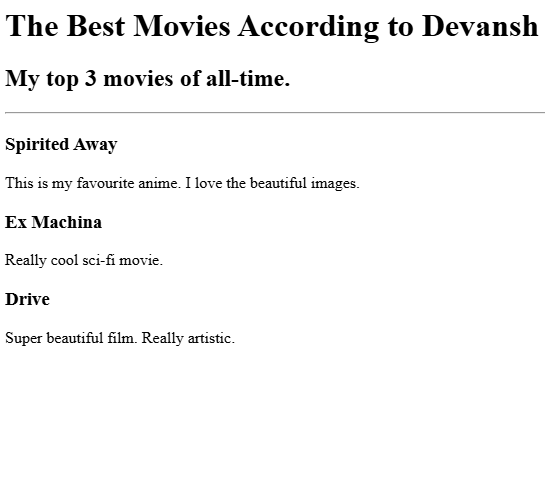 The Best Movies According to Devansh
My top 3 movies of all-time.
Spirited Away
This is my favourite anime. I love the beautiful images.
Ex Machina
Really cool sci-fi movie.
Drive
Super beautiful film. Really artistic.